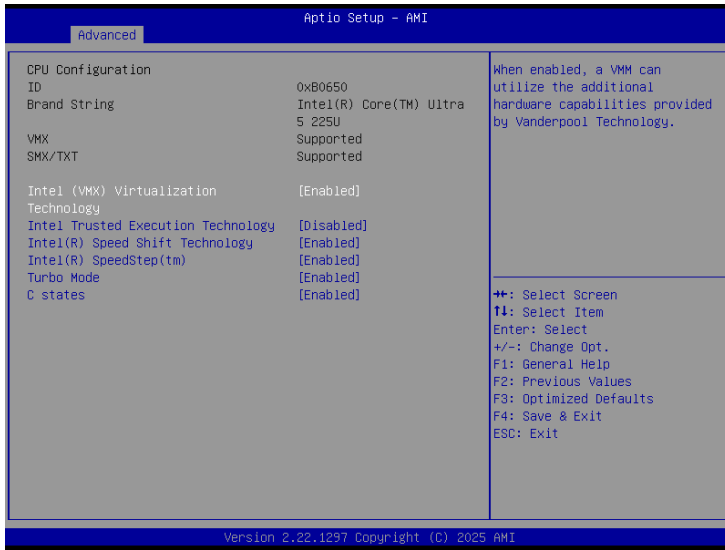 Aptio Setup - AMI
Advanced
CPU Configuration
ID 0xB0650
Brand String Intel(R) Core(TM) Ultra
5 225U
VMX Supported
SMX/TXT Supported
Intel (VMX) Virtualization [Enabled]
Technology
Intel Trusted Execution Technology [Disabled]
Intel(R) Speed Shift Technology [Enabled]
Intel(R) SpeedStep(tm) [Enabled]
Turbo Mode [Enabled]
C states [Enabled]
When enabled, a VMM can
utilize the additional
hardware capabilities provided
by Vanderpool Technology.
→←: Select Screen
↑↓: Select Item
Enter: Select
+/-: Change Opt.
F1: General Help
F2: Previous Values
F3: Optimized Defaults
F4: Save & Exit
ESC: Exit
Version 2.22.1297 Copyright (C) 2025 AMI